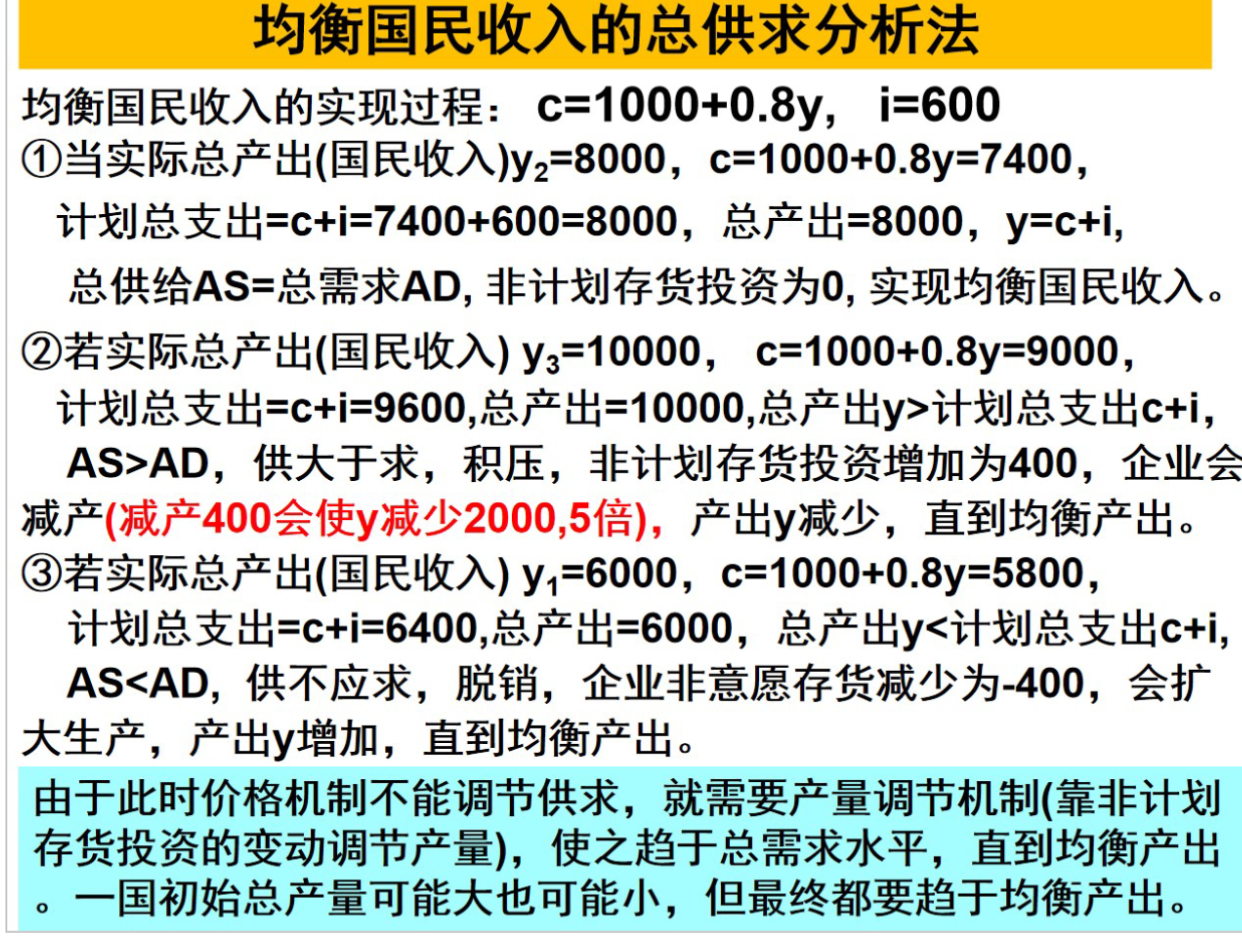 均衡国民收入的总供求分析法
均衡国民收入的实现过程： c=1000+0.8y， i=600
①当实际总产出(国民收入)y₂=8000，c=1000+0.8y=7400，
计划总支出=c+i=7400+600=8000，总产出=8000，y=c+i，
总供给AS=总需求AD, 非计划存货投资为0, 实现均衡国民收入。
②若实际总产出(国民收入) y₃=10000， c=1000+0.8y=9000，
计划总支出=c+i=9600,总产出=10000,总产出y>计划总支出c+i，
AS>AD，供大于求，积压，非计划存货投资增加为400，企业会
减产(减产400会使y减少2000,5倍)，产出y减少，直到均衡产出。
③若实际总产出(国民收入) y₁=6000，c=1000+0.8y=5800，
计划总支出=c+i=6400,总产出=6000，总产出y<计划总支出c+i,
AS<AD, 供不应求，脱销，企业非意愿存货减少为-400，会扩
大生产，产出y增加，直到均衡产出。
由于此时价格机制不能调节供求，就需要产量调节机制(靠非计划
存货投资的变动调节产量)，使之趋于总需求水平，直到均衡产出
。一国初始总产量可能大也可能小，但最终都要趋于均衡产出。